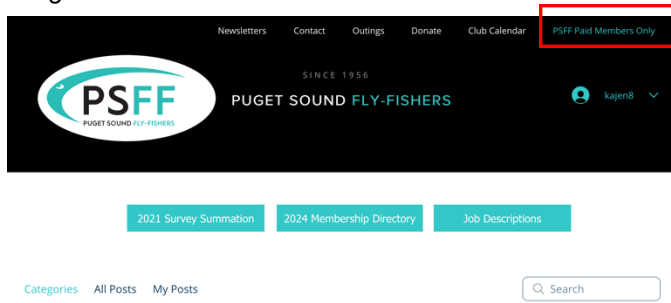 Newsletters Contact Outings Donate Club Calendar PSFF Paid Members Only
SINCE 1956
PSFF
PUGET SOUND FLY-FISHERS
PUGET SOUND FLY-FISHERS
kajen8
2021 Survey Summation 2024 Membership Directory Job Descriptions
Categories All Posts My Posts Search